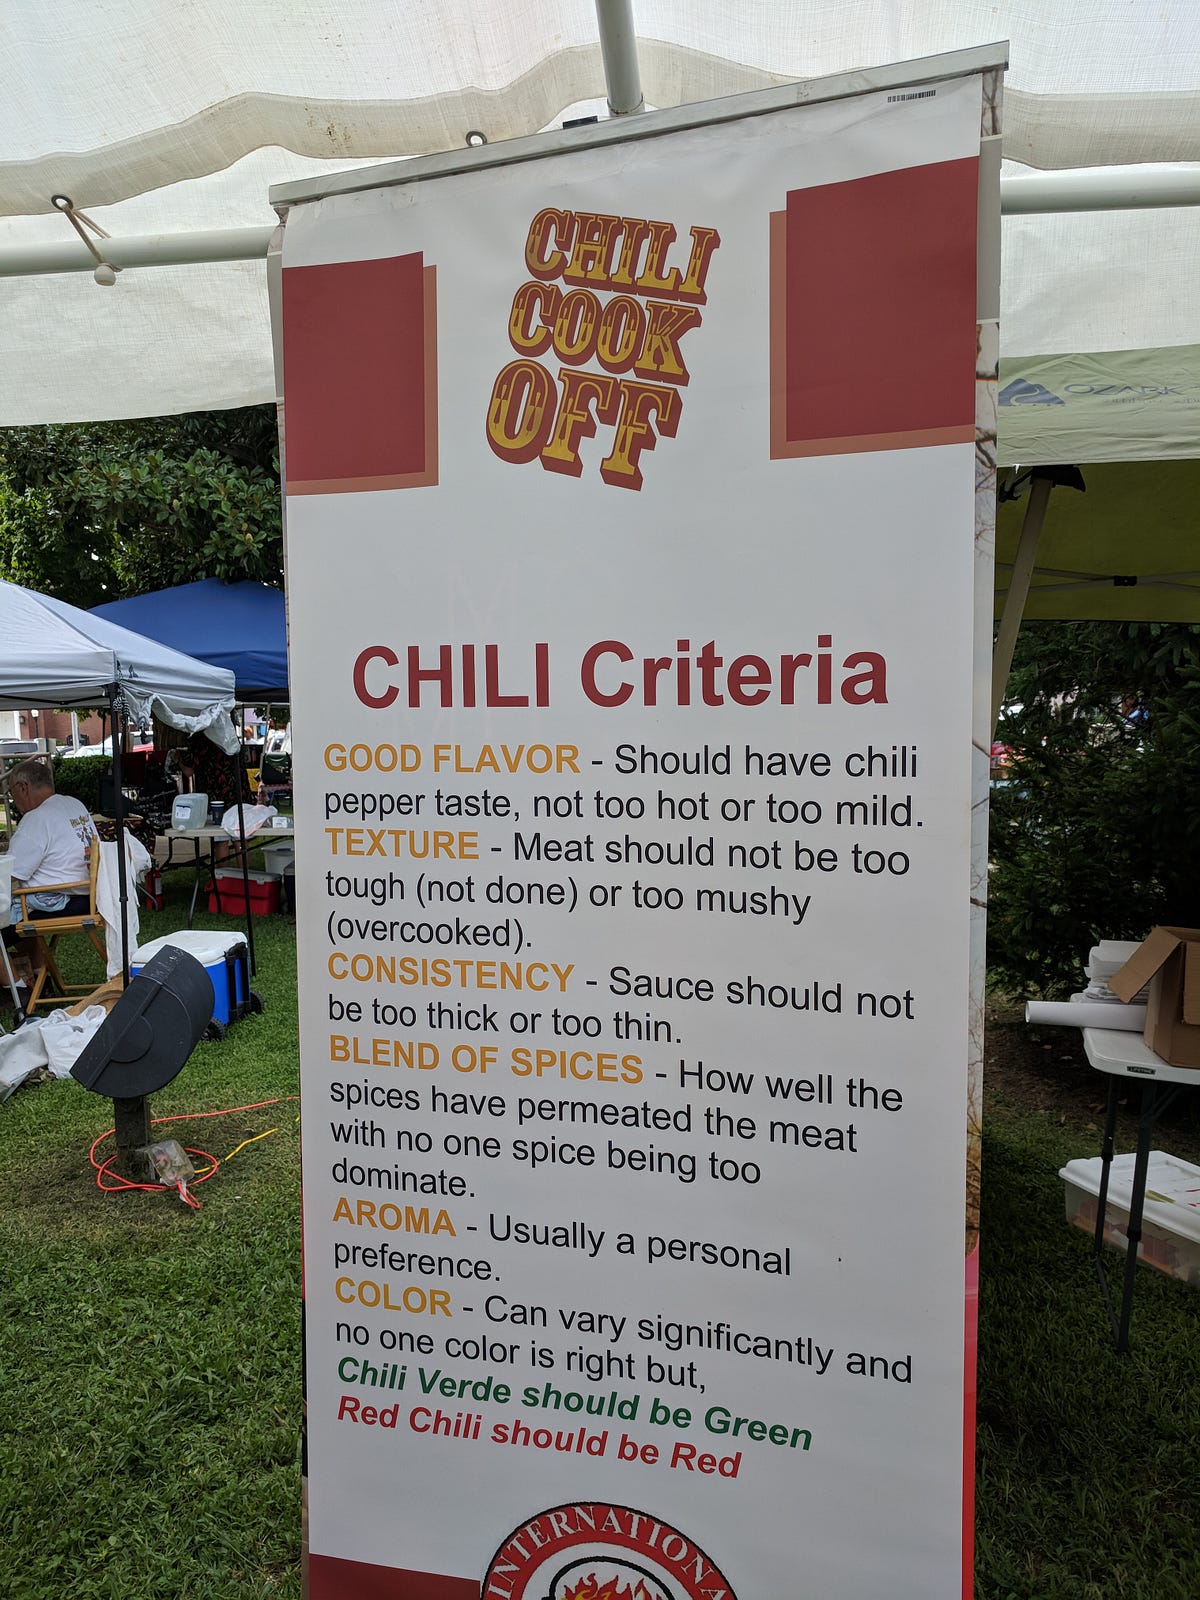 CHILI
COOK
OFF
OZARK
CHILI Criteria
GOOD FLAVOR - Should have chili
pepper taste, not too hot or too mild.
TEXTURE - Meat should not be too
tough (not done) or too mushy
(overcooked).
CONSISTENCY - Sauce should not
be too thick or too thin.
BLEND OF SPICES - How well the
spices have permeated the meat
with no one spice being too
dominate.
AROMA - Usually a personal
preference.
COLOR - Can vary significantly and
no one color is right but,
Chili Verde should be Green
Red Chili should be Red